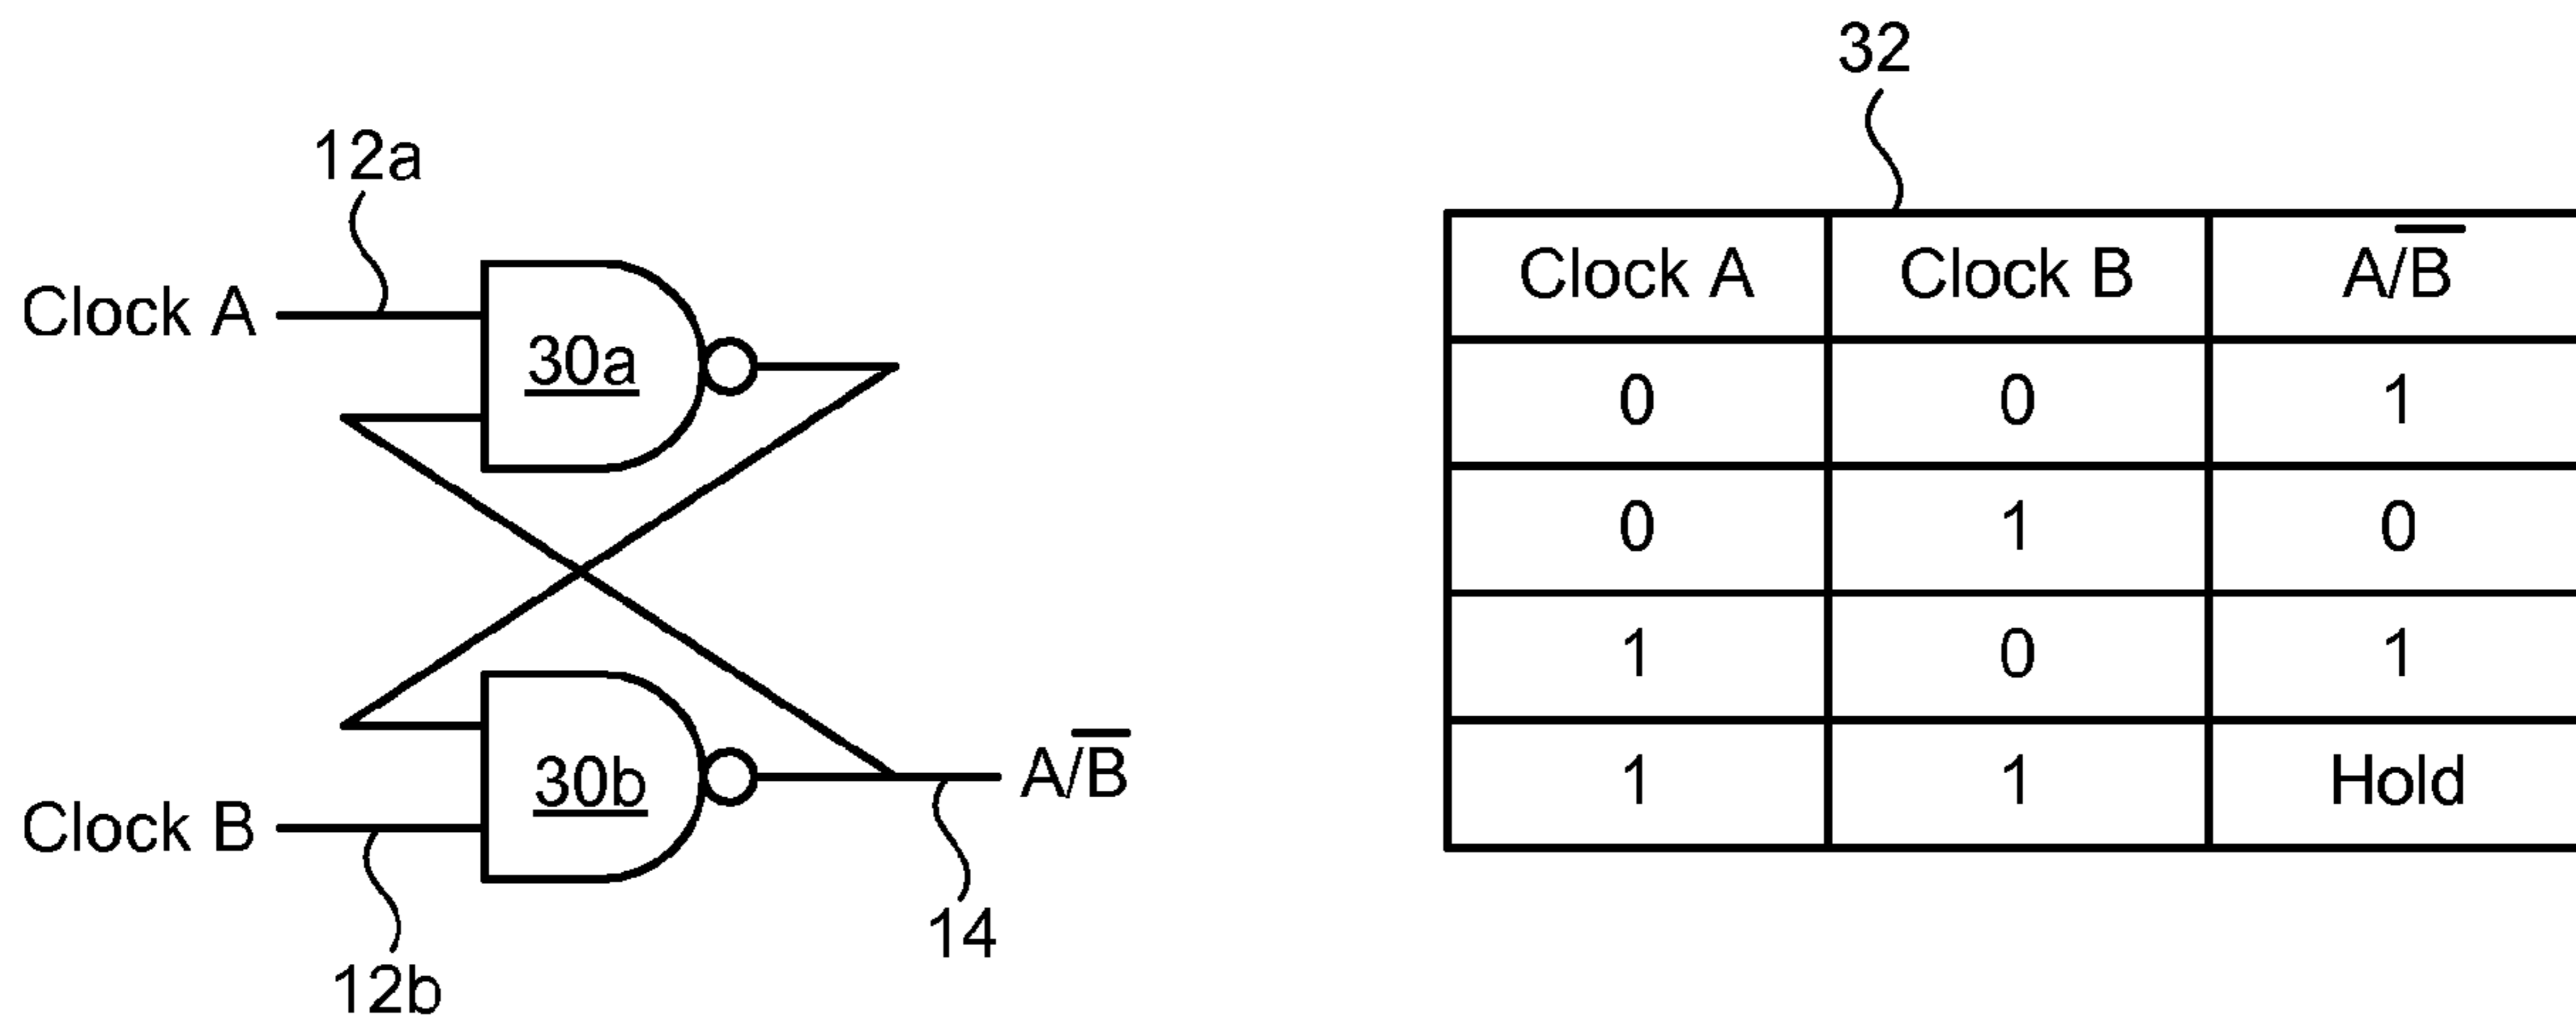 32
12a
Clock A
30a
30b
A/B̅
Clock B
14
12b
Clock A Clock B A/B̅
0 0 1
0 1 0
1 0 1
1 1 Hold